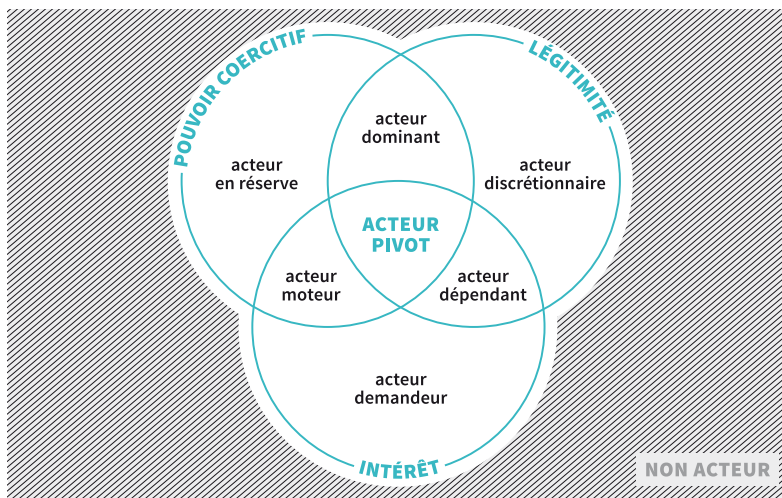 POUVOIR COERCITIF
LÉGITIMITÉ
acteur
dominant
acteur
en réserve
acteur
discrétionnaire
ACTEUR
PIVOT
acteur
moteur
acteur
dépendant
acteur
demandeur
INTÉRÊT
NON ACTEUR